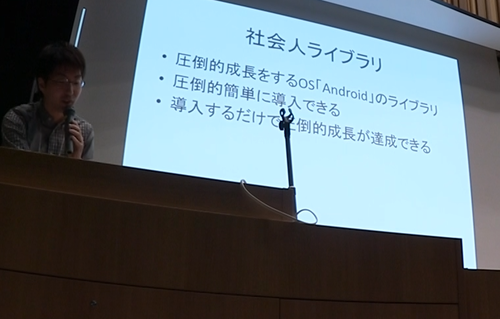 社会人ライブラリ
• 圧倒的成長をするOS「Android」のライブラリ
• 圧倒的簡単に導入できる
• 導入するだけで圧倒的成長が達成できる